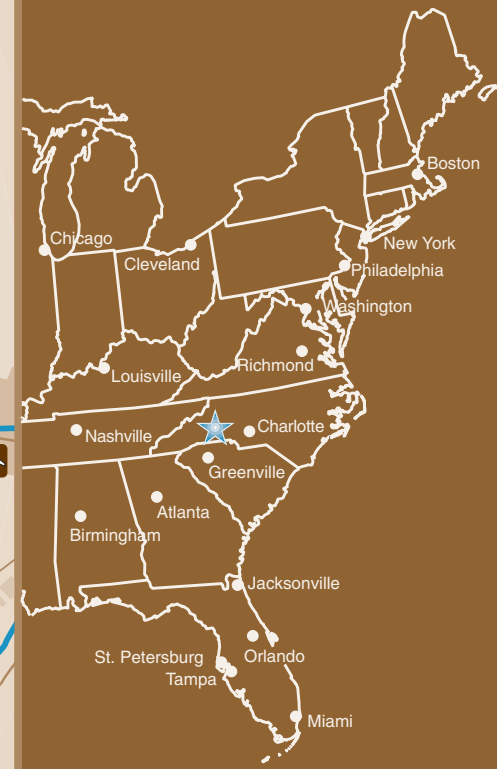 Boston
Chicago
New York
Cleveland
Philadelphia
Washington
Richmond
Louisville
Charlotte
Nashville
Greenville
Atlanta
Birmingham
Jacksonville
Orlando
St. Petersburg
Tampa
Miami